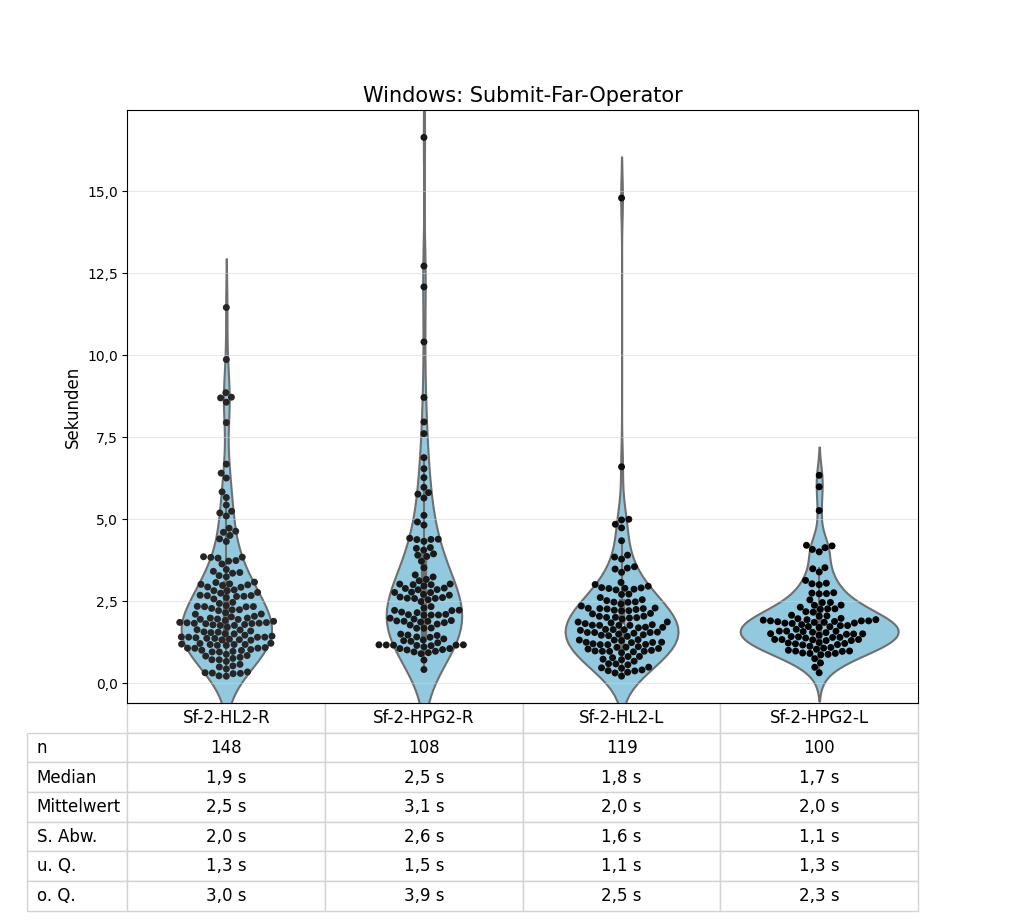 Windows: Submit-Far-Operator
15,0
12,5
10,0
7,5
5,0
2,5
0,0
Sekunden
Sf-2-HL2-R Sf-2-HPG2-R Sf-2-HL2-L Sf-2-HPG2-L
n 148 108 119 100
Median 1,9 s 2,5 s 1,8 s 1,7 s
Mittelwert 2,5 s 3,1 s 2,0 s 2,0 s
S. Abw. 2,0 s 2,6 s 1,6 s 1,1 s
u. Q. 1,3 s 1,5 s 1,1 s 1,3 s
o. Q. 3,0 s 3,9 s 2,5 s 2,3 s